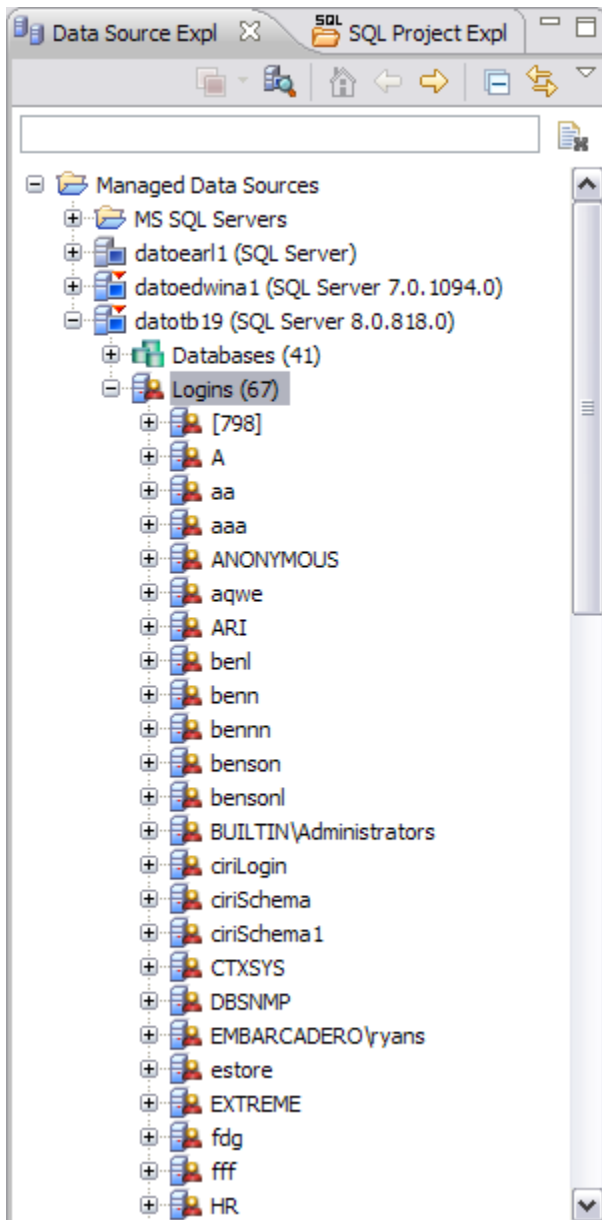 Data Source Expl
SQL
SQL Project Expl
Managed Data Sources
MS SQL Servers
datoearl1 (SQL Server)
datoedwina1 (SQL Server 7.0.1094.0)
datotb19 (SQL Server 8.0.818.0)
Databases (41)
Logins (67)
[798]
A
aa
aaa
ANONYMOUS
aqwe
ARI
benl
benn
bennn
benson
bensonl
BUILTIN\Administrators
ciriLogin
ciriSchema
ciriSchema1
CTXSYS
DBSNMP
EMBARCADERO\ryans
estore
EXTREME
fdg
fff
HR